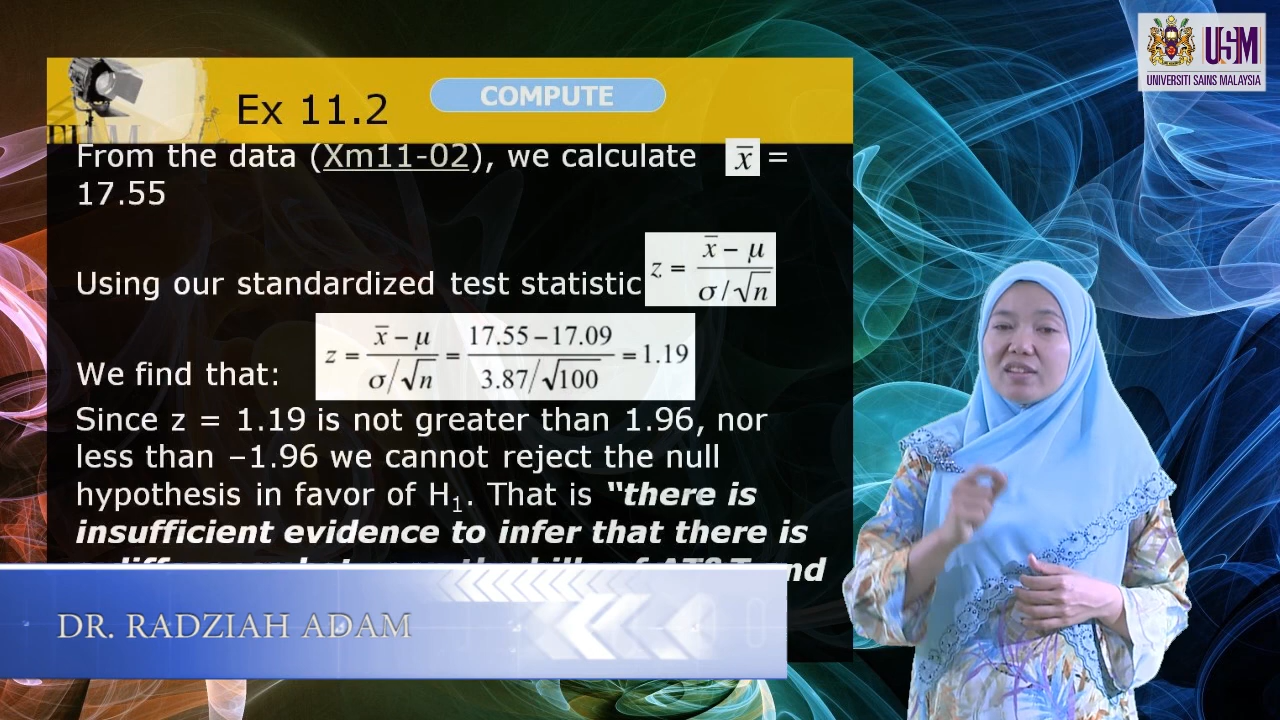 USM
UNIVERSITI SAINS MALAYSIA
Ex 11.2
COMPUTE
From the data (Xm11-02), we calculate x̄ =
17.55
Using our standardized test statistic z = (x̄ − μ) / (σ/√n)
We find that: z = (x̄ − μ) / (σ/√n) = (17.55 − 17.09) / (3.87/√100) = 1.19
Since z = 1.19 is not greater than 1.96, nor
less than –1.96 we cannot reject the null
hypothesis in favor of H₁. That is “there is
insufficient evidence to infer that there is
nd
DR. RADZIAH ADAM